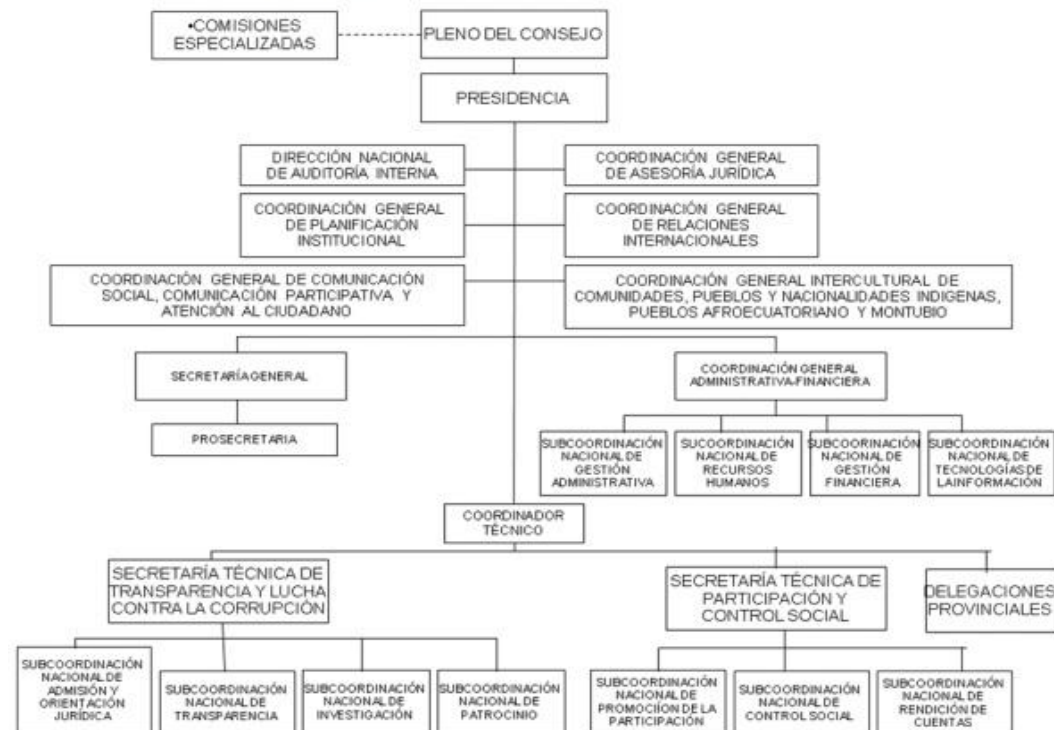 •COMISIONES
ESPECIALIZADAS
PLENO DEL CONSEJO
PRESIDENCIA
DIRECCIÓN NACIONAL
DE AUDITORÍA INTERNA
COORDINACIÓN GENERAL
DE ASESORÍA JURÍDICA
COORDINACIÓN GENERAL
DE PLANIFICACIÓN
INSTITUCIONAL
COORDINACIÓN GENERAL
DE RELACIONES
INTERNACIONALES
COORDINACIÓN GENERAL DE COMUNICACIÓN
SOCIAL, COMUNICACIÓN PARTICIPATIVA Y
ATENCIÓN AL CIUDADANO
COORDINACIÓN GENERAL INTERCULTURAL DE
COMUNIDADES, PUEBLOS Y NACIONALIDADES INDIGENAS,
PUEBLOS AFROECUATORIANO Y MONTUBIO
SECRETARÍA GENERAL
COORDINACIÓN GENERAL
ADMINISTRATIVA-FINANCIERA
PROSECRETARIA
SUBCOORDINACIÓN
NACIONAL DE
GESTIÓN
ADMINISTRATIVA
SUCOORDINACIÓN
NACIONAL DE
RECURSOS
HUMANOS
SUBCOORINACIÓN
NACIONAL DE
GESTIÓN
FINANCIERA
SUBCOORDINACIÓN
NACIONAL DE
TECNOLOGÍAS DE
LA INFORMACIÓN
COORDINADOR
TÉCNICO
SECRETARÍA TÉCNICA DE
TRANSPARENCIA Y LUCHA
CONTRA LA CORRUPCIÓN
SECRETARÍA TÉCNICA DE
PARTICIPACIÓN Y
CONTROL SOCIAL
DELEGACIONES
PROVINCIALES
SUBCOORDINACIÓN
NACIONAL DE
ADMISIÓN Y
ORIENTACIÓN
JURÍDICA
SUBCOORDINACIÓN
NACIONAL DE
TRANSPARENCIA
SUBCOORDINACIÓN
NACIONAL DE
INVESTIGACIÓN
SUBCOORDINACIÓN
NACIONAL DE
PATROCINIO
SUBCOORDINACIÓN
NACIONAL DE
PROMOCIÍON DE LA
PARTICIPACIÓN
SUBCOORDINACIÓN
NACIONAL DE
CONTROL SOCIAL
SUBCOORDINACIÓN
NACIONAL DE
RENDICIÓN DE
CUENTAS